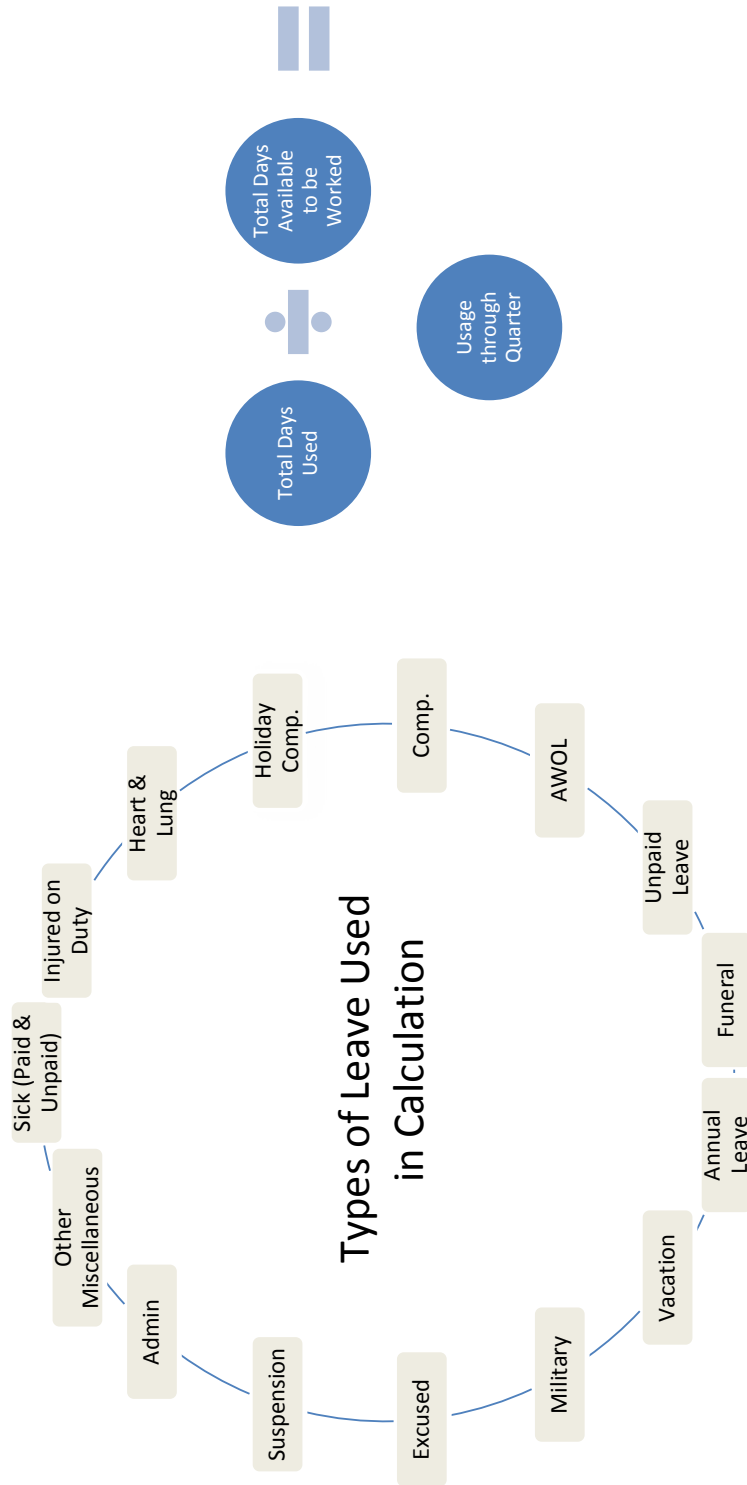 Types of Leave Used
in Calculation
Sick (Paid &
Unpaid)
Injured on
Duty
Heart &
Lung
Holiday
Comp.
Comp.
AWOL
Unpaid
Leave
Funeral
Annual
Leave
Vacation
Military
Excused
Suspension
Admin
Other
Miscellaneous
Total Days
Used
÷
Total Days
Available
to be
Worked
=
Usage
through
Quarter